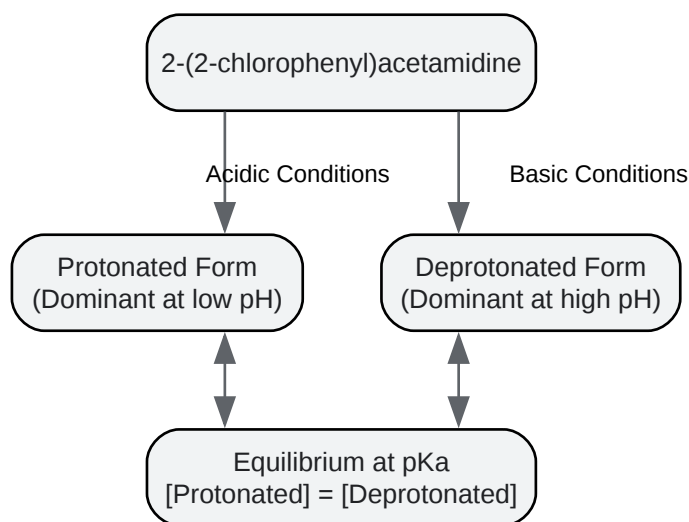 2-(2-chlorophenyl)acetamidine
Acidic Conditions
Basic Conditions
Protonated Form
(Dominant at low pH)
Deprotonated Form
(Dominant at high pH)
Equilibrium at pKa
[Protonated] = [Deprotonated]